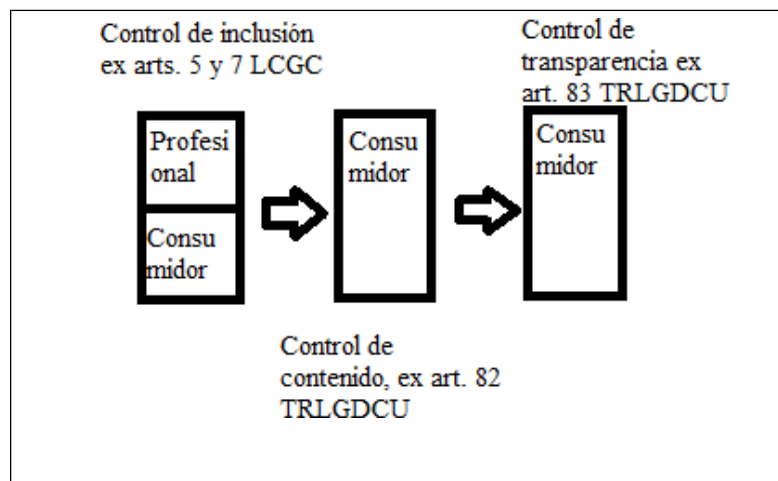 Control de inclusión
ex arts. 5 y 7 LCGC
Control de
transparencia ex
art. 83 TRLGDCU
Profesi
onal
Consu
midor
Consu
midor
Consu
midor
Control de
contenido, ex art. 82
TRLGDCU